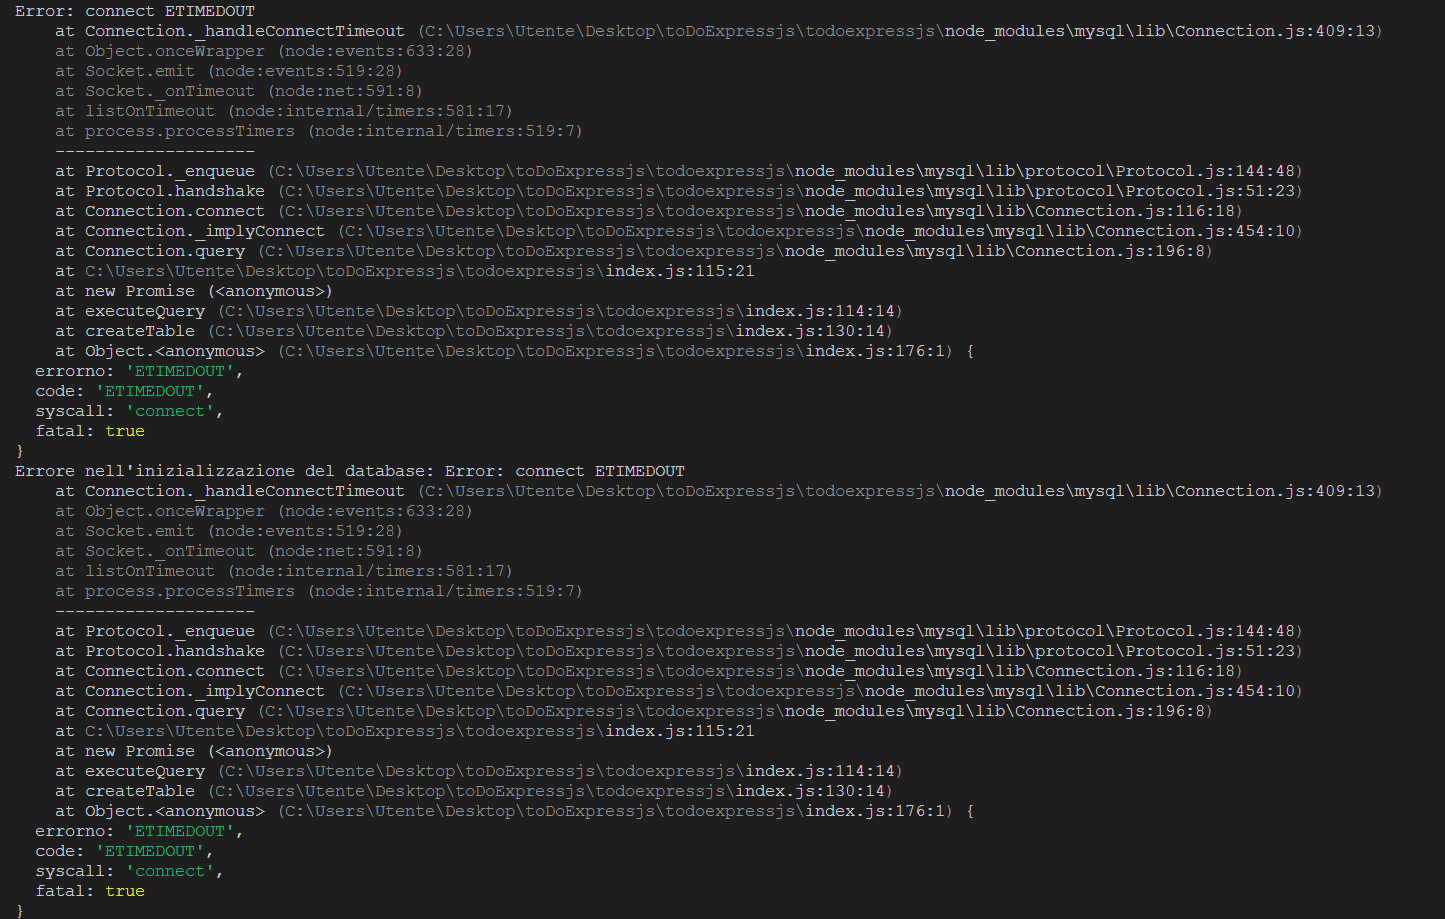 Error: connect ETIMEDOUT
at Connection._handleConnectTimeout (C:\Users\Utente\Desktop\toDoExpressjs\todoexpressjs\node_modules\mysql\lib\Connection.js:409:13)
at Object.onceWrapper (node:events:633:28)
at Socket.emit (node:events:519:28)
at Socket._onTimeout (node:net:591:8)
at listOnTimeout (node:internal/timers:581:17)
at process.processTimers (node:internal/timers:519:7)
--------------------
at Protocol._enqueue (C:\Users\Utente\Desktop\toDoExpressjs\todoexpressjs\node_modules\mysql\lib\protocol\Protocol.js:144:48)
at Protocol.handshake (C:\Users\Utente\Desktop\toDoExpressjs\todoexpressjs\node_modules\mysql\lib\protocol\Protocol.js:51:23)
at Connection.connect (C:\Users\Utente\Desktop\toDoExpressjs\todoexpressjs\node_modules\mysql\lib\Connection.js:116:18)
at Connection._implyConnect (C:\Users\Utente\Desktop\toDoExpressjs\todoexpressjs\node_modules\mysql\lib\Connection.js:454:10)
at Connection.query (C:\Users\Utente\Desktop\toDoExpressjs\todoexpressjs\node_modules\mysql\lib\Connection.js:196:8)
at C:\Users\Utente\Desktop\toDoExpressjs\todoexpressjs\index.js:115:21
at new Promise (<anonymous>)
at executeQuery (C:\Users\Utente\Desktop\toDoExpressjs\todoexpressjs\index.js:114:14)
at createTable (C:\Users\Utente\Desktop\toDoExpressjs\todoexpressjs\index.js:130:14)
at Object.<anonymous> (C:\Users\Utente\Desktop\toDoExpressjs\todoexpressjs\index.js:176:1) {
errorno: 'ETIMEDOUT',
code: 'ETIMEDOUT',
syscall: 'connect',
fatal: true
}
Errore nell'inizializzazione del database: Error: connect ETIMEDOUT
at Connection._handleConnectTimeout (C:\Users\Utente\Desktop\toDoExpressjs\todoexpressjs\node_modules\mysql\lib\Connection.js:409:13)
at Object.onceWrapper (node:events:633:28)
at Socket.emit (node:events:519:28)
at Socket._onTimeout (node:net:591:8)
at listOnTimeout (node:internal/timers:581:17)
at process.processTimers (node:internal/timers:519:7)
--------------------
at Protocol._enqueue (C:\Users\Utente\Desktop\toDoExpressjs\todoexpressjs\node_modules\mysql\lib\protocol\Protocol.js:144:48)
at Protocol.handshake (C:\Users\Utente\Desktop\toDoExpressjs\todoexpressjs\node_modules\mysql\lib\protocol\Protocol.js:51:23)
at Connection.connect (C:\Users\Utente\Desktop\toDoExpressjs\todoexpressjs\node_modules\mysql\lib\Connection.js:116:18)
at Connection._implyConnect (C:\Users\Utente\Desktop\toDoExpressjs\todoexpressjs\node_modules\mysql\lib\Connection.js:454:10)
at Connection.query (C:\Users\Utente\Desktop\toDoExpressjs\todoexpressjs\node_modules\mysql\lib\Connection.js:196:8)
at C:\Users\Utente\Desktop\toDoExpressjs\todoexpressjs\index.js:115:21
at new Promise (<anonymous>)
at executeQuery (C:\Users\Utente\Desktop\toDoExpressjs\todoexpressjs\index.js:114:14)
at createTable (C:\Users\Utente\Desktop\toDoExpressjs\todoexpressjs\index.js:130:14)
at Object.<anonymous> (C:\Users\Utente\Desktop\toDoExpressjs\todoexpressjs\index.js:176:1) {
errorno: 'ETIMEDOUT',
code: 'ETIMEDOUT',
syscall: 'connect',
fatal: true
}